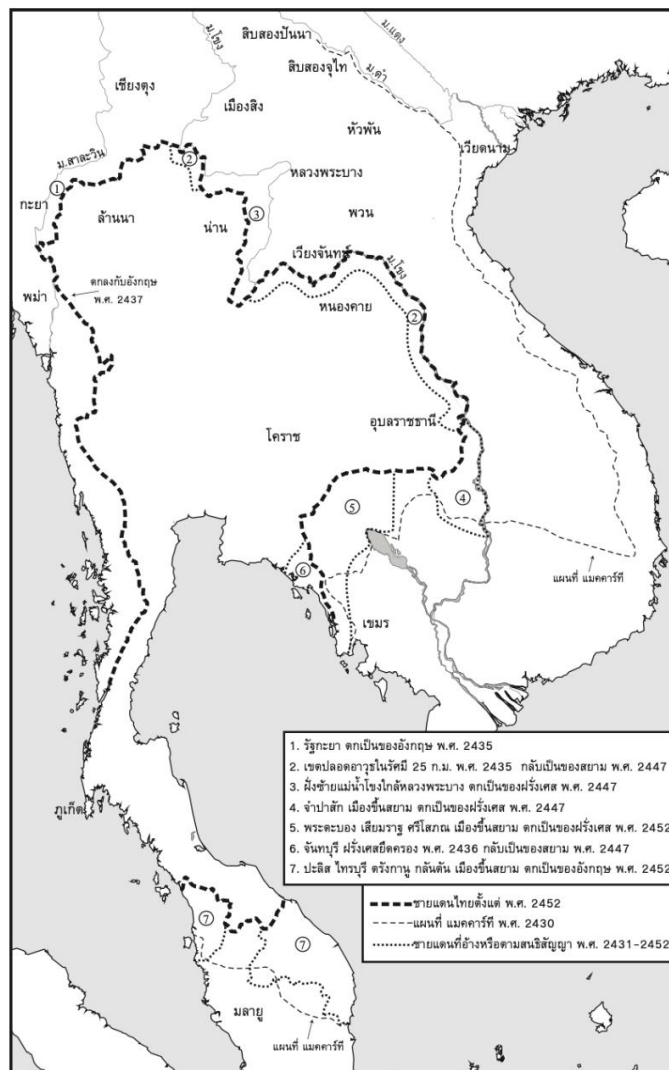 สิบสองปันนา
ม.โขง
ม.แดง
สิบสองจุไท
ม.ดำ
เชียงตุง
เมืองสิง
หัวพัน
เวียดนาม
ม.สาละวิน
2
หลวงพระบาง
1
กะยา
ล้านนา
น่าน
3
พวน
เวียงจันทน์
ม.โขง
ตกลงกับอังกฤษ
พ.ศ. 2437
พม่า
หนองคาย
2
อุบลราชธานี
โคราช
4
5
6
แผนที่ แมคคาร์ที
เขมร
1. รัฐกะยา ตกเป็นของอังกฤษ พ.ศ. 2435
2. เขตปลอดอาวุธในรัศมี 25 ก.ม. พ.ศ. 2435 กลับเป็นของสยาม พ.ศ. 2447
3. ฝั่งซ้ายแม่น้ำโขงใกล้หลวงพระบาง ตกเป็นของฝรั่งเศส พ.ศ. 2447
4. จำปาสัก เมืองขึ้นสยาม ตกเป็นของฝรั่งเศส พ.ศ. 2447
5. พระตะบอง เสียมราฐ ศรีโสภณ เมืองขึ้นสยาม ตกเป็นของฝรั่งเศส พ.ศ. 2452
6. จันทบุรี ฝรั่งเศสยึดครอง พ.ศ. 2436 กลับเป็นของสยาม พ.ศ. 2447
7. ปะลิส ไทรบุรี ตรังกานู กลันตัน เมืองขึ้นสยาม ตกเป็นของอังกฤษ พ.ศ. 2452
ภูเก็ต
ชายแดนไทยตั้งแต่ พ.ศ. 2452
แผนที่ แมคคาร์ที พ.ศ. 2430
ชายแดนที่อ้างหรือตามสนธิสัญญา พ.ศ. 2431-2452
7
7
มลายู
แผนที่ แมคคาร์ที